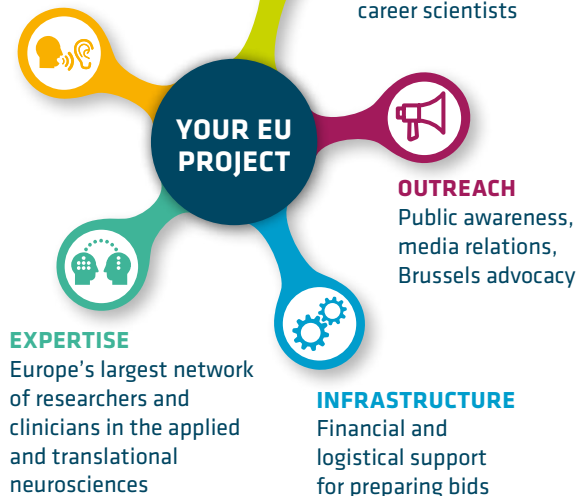 career scientists
YOUR EU
PROJECT
OUTREACH
Public awareness,
media relations,
Brussels advocacy
EXPERTISE
Europe's largest network
of researchers and
clinicians in the applied
and translational
neurosciences
INFRASTRUCTURE
Financial and
logistical support
for preparing bids